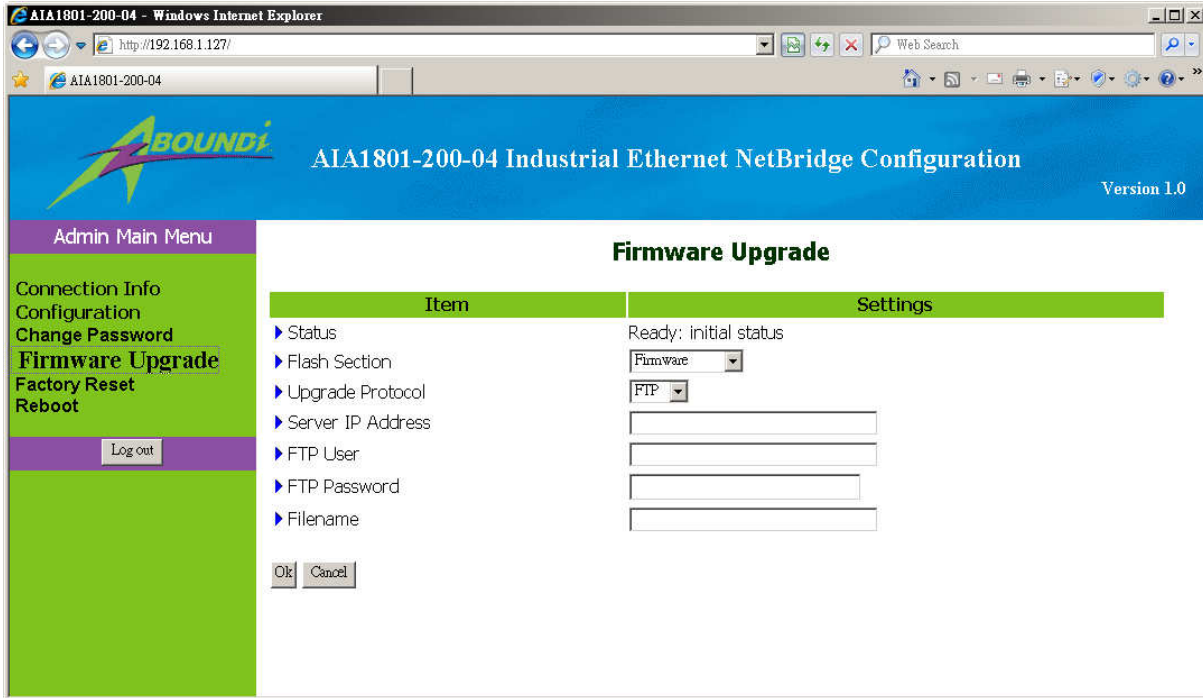 AIA1801-200-04 - Windows Internet Explorer
http://192.168.1.127/
Web Search
AIA1801-200-04
ABOUNDi
AIA1801-200-04 Industrial Ethernet NetBridge Configuration
Version 1.0
Admin Main Menu
Connection Info
Configuration
Change Password
Firmware Upgrade
Factory Reset
Reboot
Log out
Firmware Upgrade
Item Settings
Status Ready: initial status
Flash Section Firmware
Upgrade Protocol FTP
Server IP Address
FTP User
FTP Password
Filename
Ok Cancel